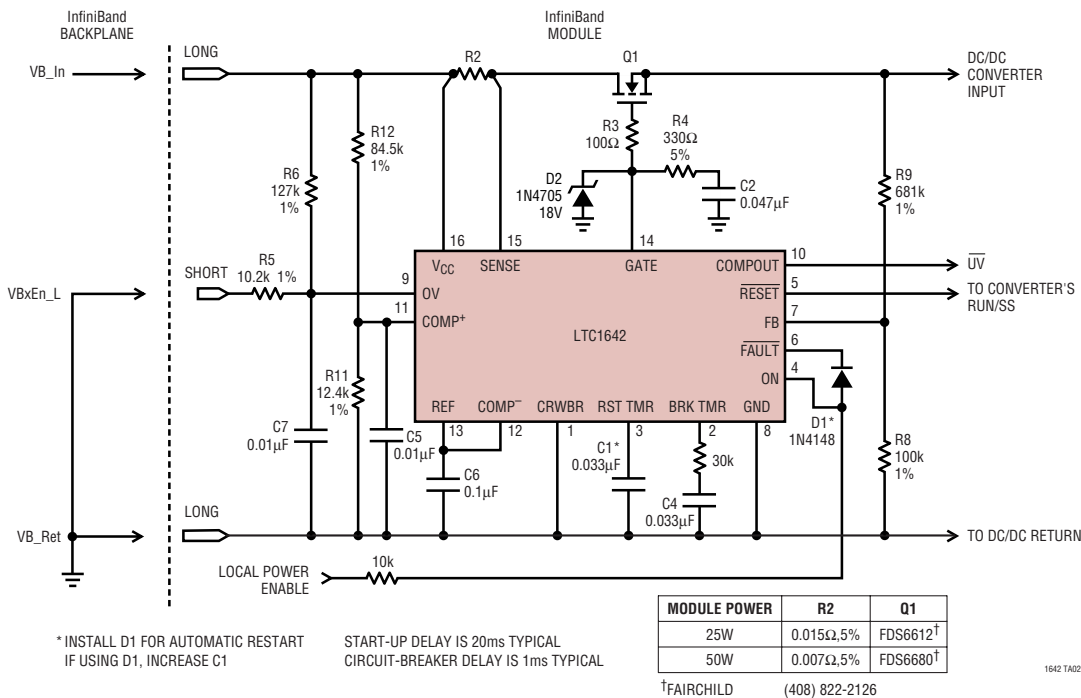 InfiniBand
BACKPLANE
InfiniBand
MODULE
VB_In
LONG
R2
Q1
DC/DC
CONVERTER
INPUT
R12
84.5k
1%
R6
127k
1%
R3
100Ω
R4
330Ω
5%
D2
1N4705
18V
C2
0.047µF
R9
681k
1%
16
15
14
VCC
SENSE
GATE
COMPOUT
10
UV
R5
10.2k 1%
VBxEn_L
SHORT
9
OV
RESET
5
TO CONVERTER'S
RUN/SS
11
COMP+
LTC1642
FB
7
FAULT
6
ON
4
R11
12.4k
1%
REF
COMP–
CRWBR
RST TMR
BRK TMR
GND
13
12
1
3
2
8
D1*
1N4148
C7
0.01µF
C5
0.01µF
C6
0.1µF
C1*
0.033µF
30k
C4
0.033µF
R8
100k
1%
VB_Ret
LONG
TO DC/DC RETURN
LOCAL POWER
ENABLE
10k
MODULE POWER R2 Q1
25W 0.015Ω,5% FDS6612†
50W 0.007Ω,5% FDS6680†
†FAIRCHILD (408) 822-2126
* INSTALL D1 FOR AUTOMATIC RESTART
IF USING D1, INCREASE C1
START-UP DELAY IS 20ms TYPICAL
CIRCUIT-BREAKER DELAY IS 1ms TYPICAL
1642 TA02